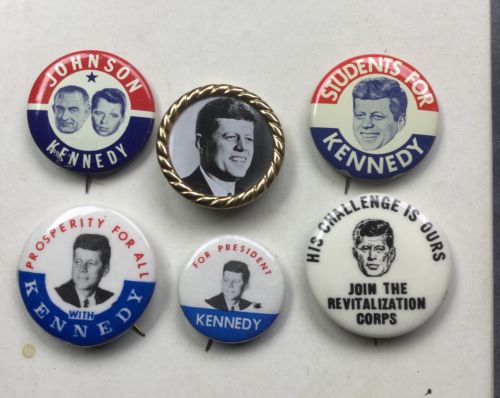 JOHNSON
KENNEDY
STUDENTS FOR
KENNEDY
PROSPERITY FOR ALL
WITH
KENNEDY
FOR PRESIDENT
KENNEDY
HIS CHALLENGE IS OURS
JOIN THE
REVITALIZATION
CORPS